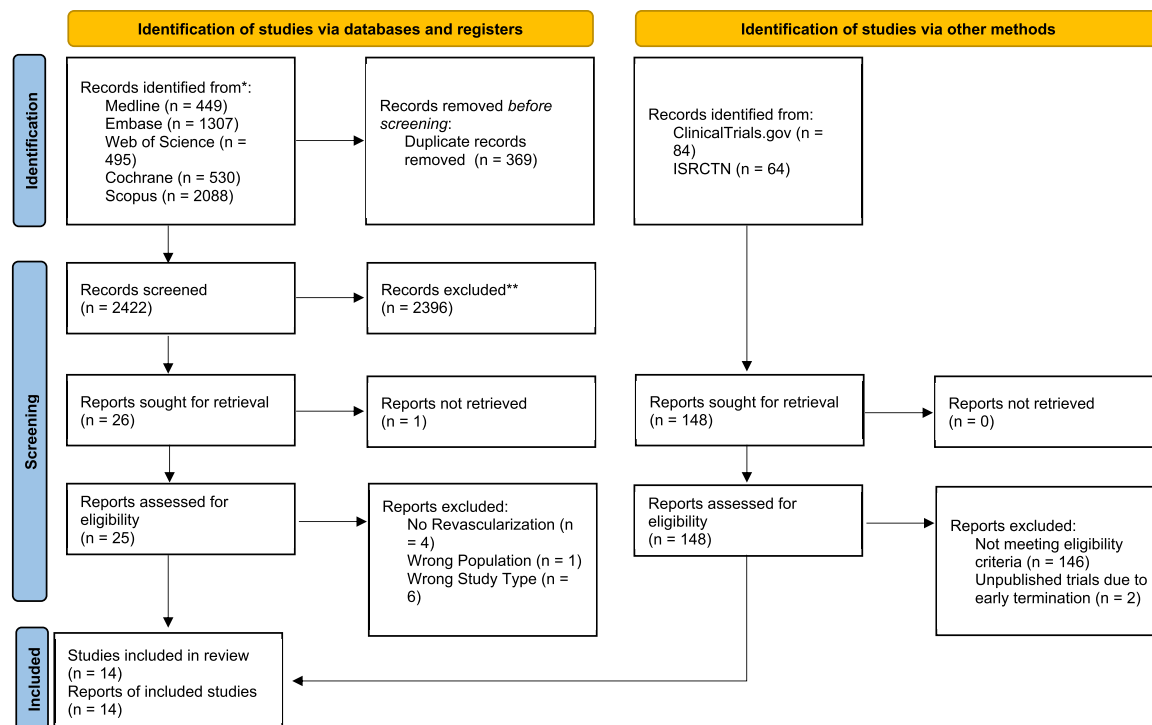 Identification of studies via databases and registers
Identification of studies via other methods
Identification
Records identified from*:
Medline (n = 449)
Embase (n = 1307)
Web of Science (n =
495)
Cochrane (n = 530)
Scopus (n = 2088)
Records removed before
screening:
Duplicate records
removed (n = 369)
Records identified from:
ClinicalTrials.gov (n =
84)
ISRCTN (n = 64)
Screening
Records screened
(n = 2422)
Records excluded**
(n = 2396)
Reports sought for retrieval
(n = 26)
Reports not retrieved
(n = 1)
Reports sought for retrieval
(n = 148)
Reports not retrieved
(n = 0)
Reports assessed for
eligibility
(n = 25)
Reports excluded:
No Revascularization (n
= 4)
Wrong Population (n = 1)
Wrong Study Type (n =
6)
Reports assessed for
eligibility
(n = 148)
Reports excluded:
Not meeting eligibility
criteria (n = 146)
Unpublished trials due to
early termination (n = 2)
Included
Studies included in review
(n = 14)
Reports of included studies
(n = 14)